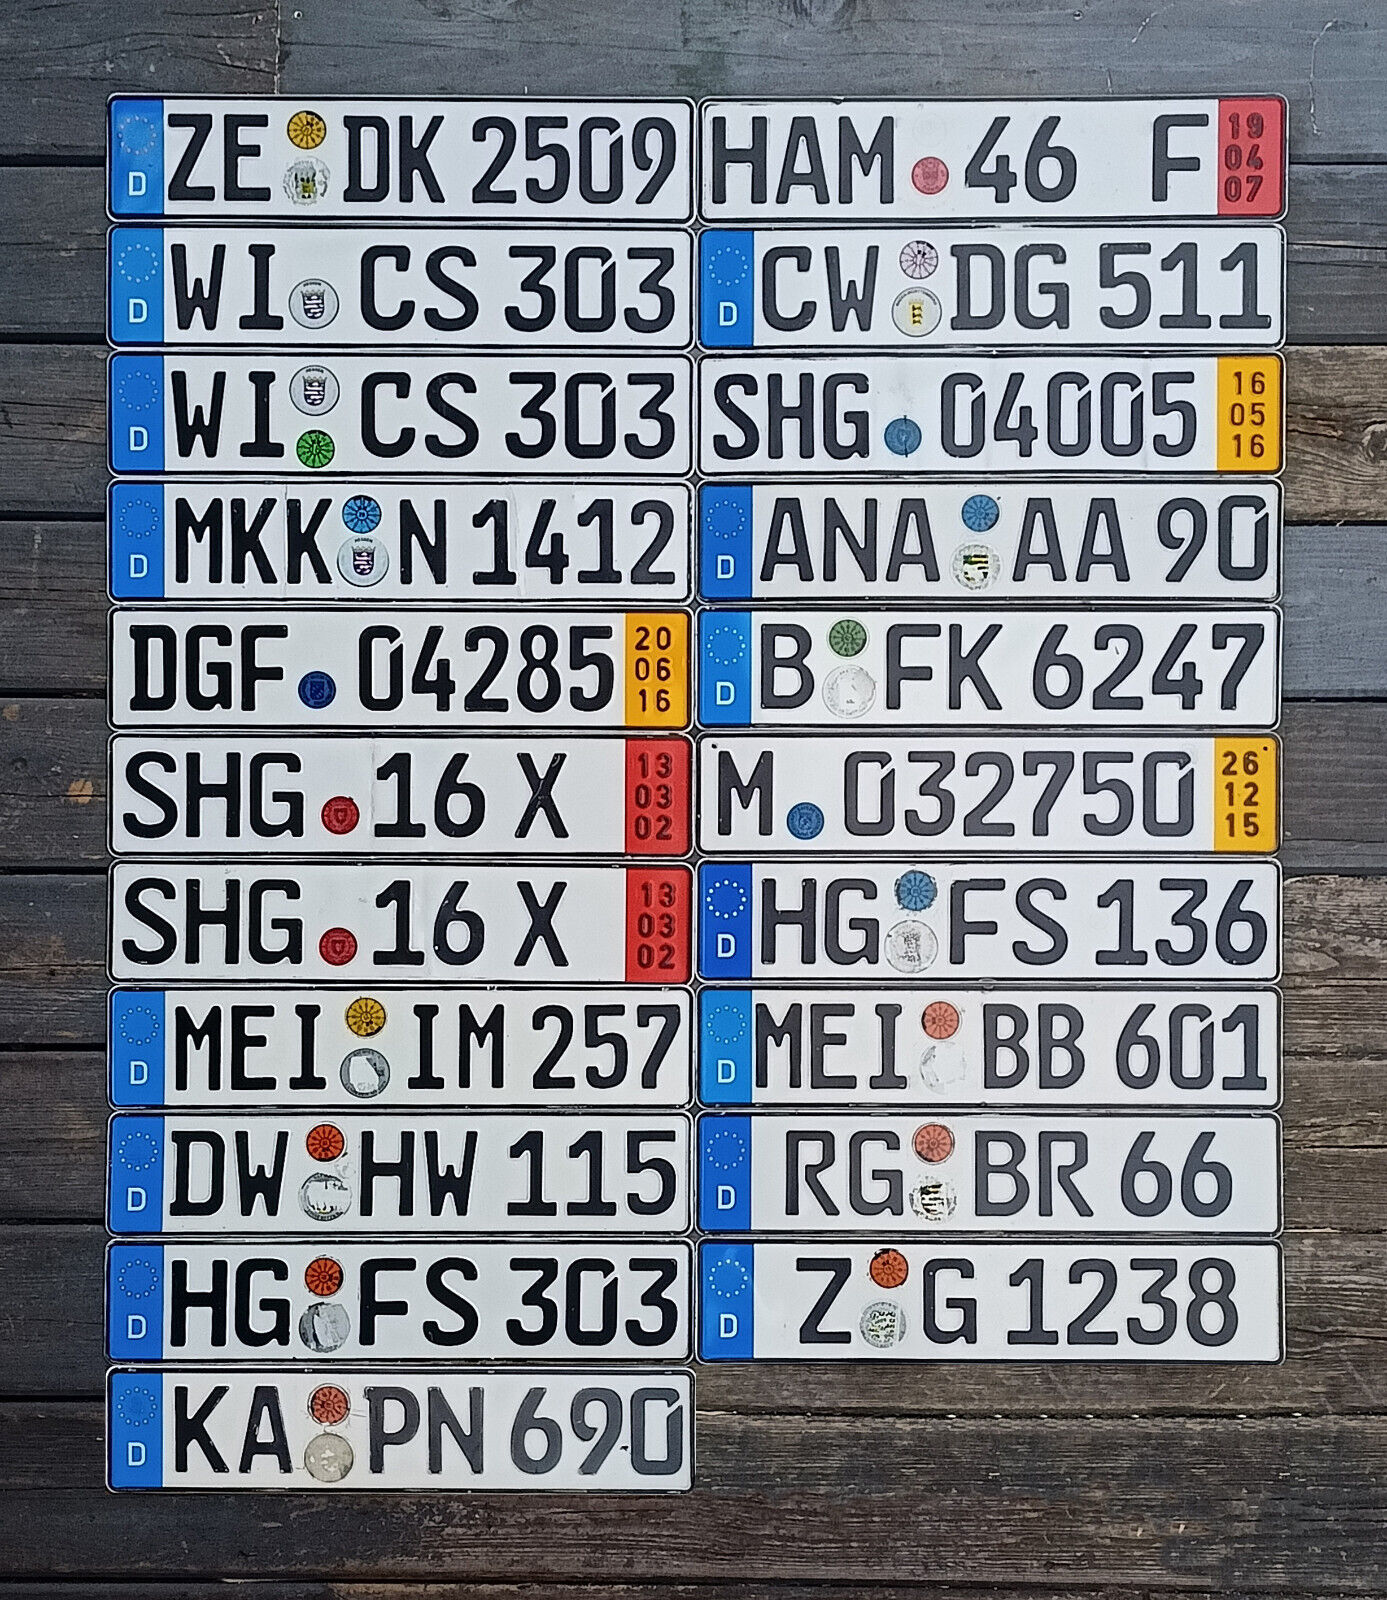 D ZE DK 2509
HAM 46 F 19 04 07
D WI CS 303
D CW DG 511
D WI CS 303
SHG 04005 16 05 16
D MKK N 1412
D ANA AA 90
DGF 04285 20 06 16
D B FK 6247
SHG 16 X 13 03 02
M 032750 26 12 15
SHG 16 X 13 03 02
D HG FS 136
D MEI IM 257
D MEI BB 601
D DW HW 115
D RG BR 66
D HG FS 303
D Z G 1238
D KA PN 690